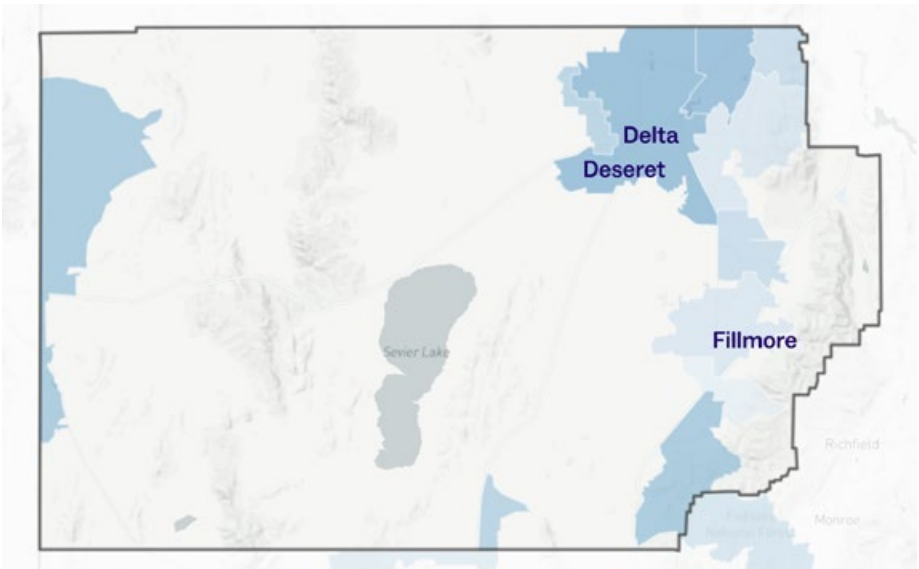 Delta
Deseret
Sevier Lake
Fillmore
Richfield
Monroe